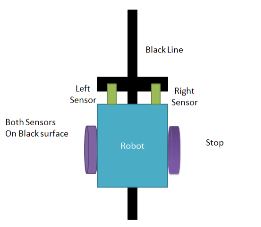 Black Line
Left
Sensor
Right
Sensor
Both Sensors
On Black surface
Robot
Stop